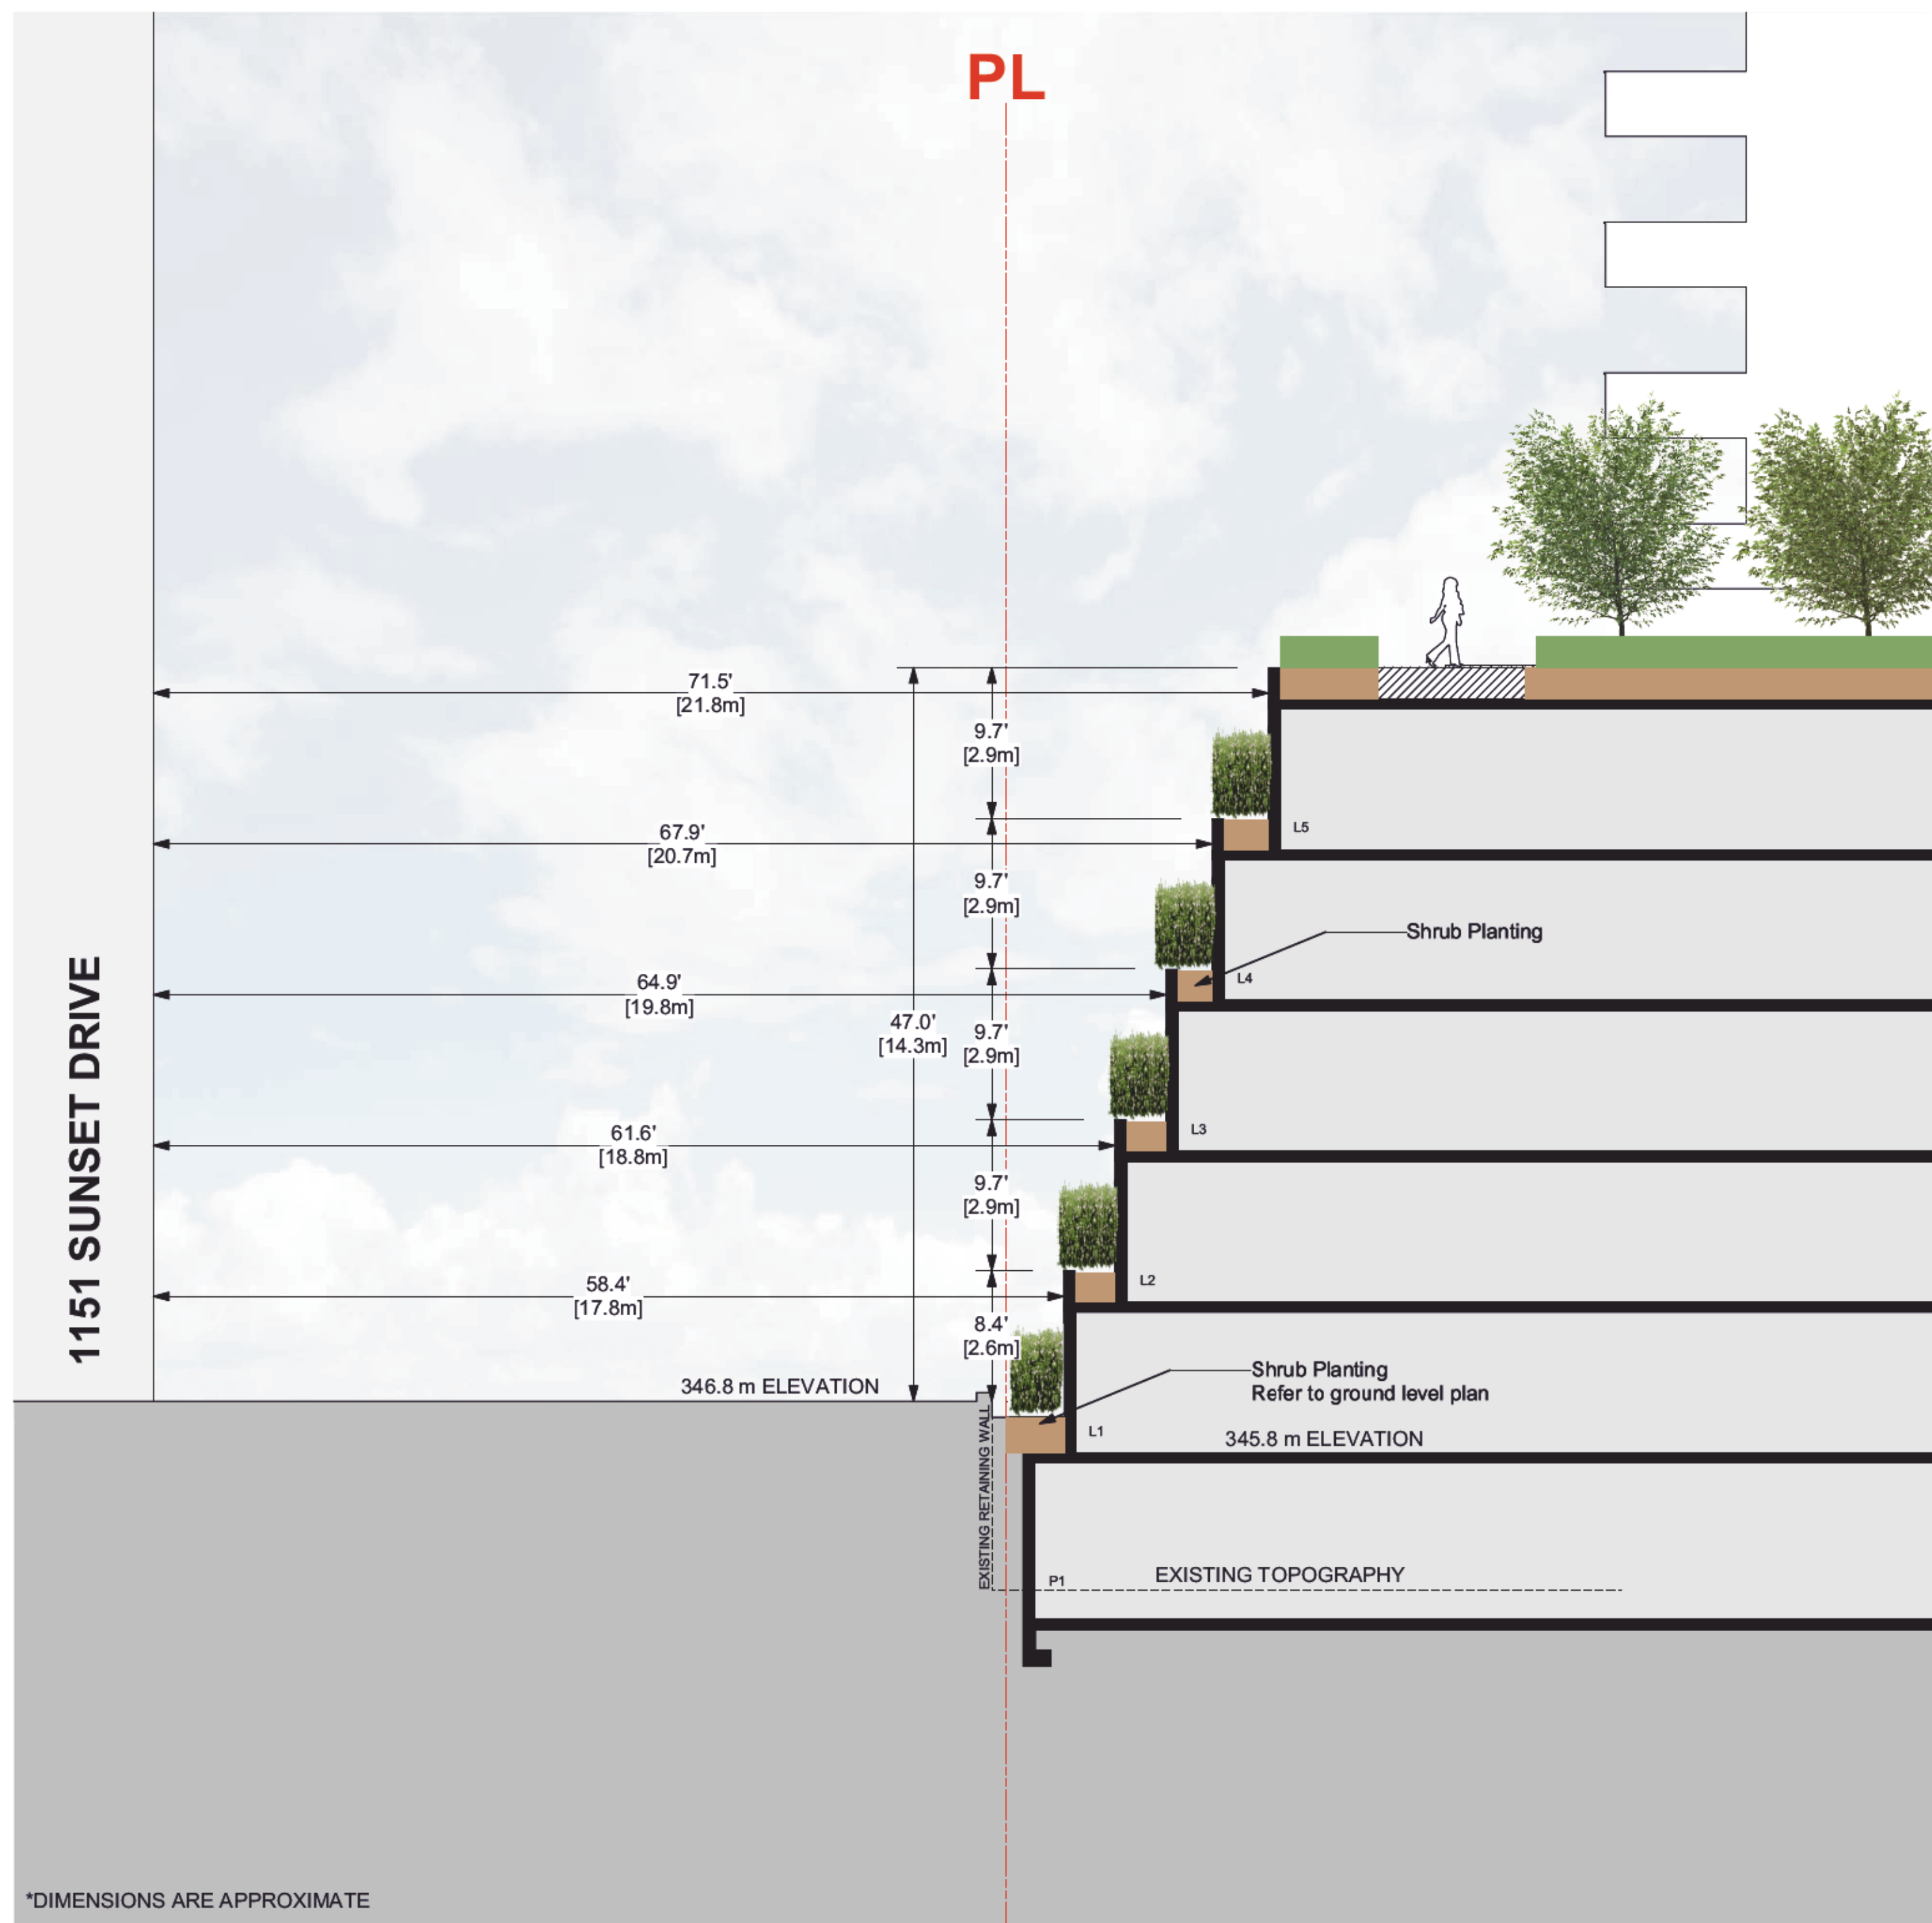 PL
71.5'
[21.8m]
9.7'
[2.9m]
L5
67.9'
[20.7m]
9.7'
[2.9m]
Shrub Planting
L4
64.9'
[19.8m]
47.0'
[14.3m]
9.7'
[2.9m]
L3
61.6'
[18.8m]
9.7'
[2.9m]
L2
58.4'
[17.8m]
8.4'
[2.6m]
1151 SUNSET DRIVE
346.8 m ELEVATION
Shrub Planting
Refer to ground level plan
L1
345.8 m ELEVATION
EXISTING RETAINING WALL
P1
EXISTING TOPOGRAPHY
*DIMENSIONS ARE APPROXIMATE